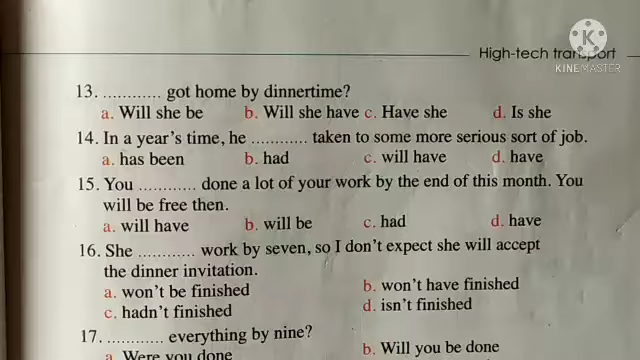 High-tech transport
K
KINEMASTER
13. ............ got home by dinnertime?
a. Will she be b. Will she have c. Have she d. Is she
14. In a year's time, he ............ taken to some more serious sort of job.
a. has been b. had c. will have d. have
15. You ............ done a lot of your work by the end of this month. You
will be free then.
a. will have b. will be c. had d. have
16. She ............ work by seven, so I don't expect she will accept
the dinner invitation.
a. won't be finished b. won't have finished
c. hadn't finished d. isn't finished
17. ............ everything by nine?
a. Were you done b. Will you be done